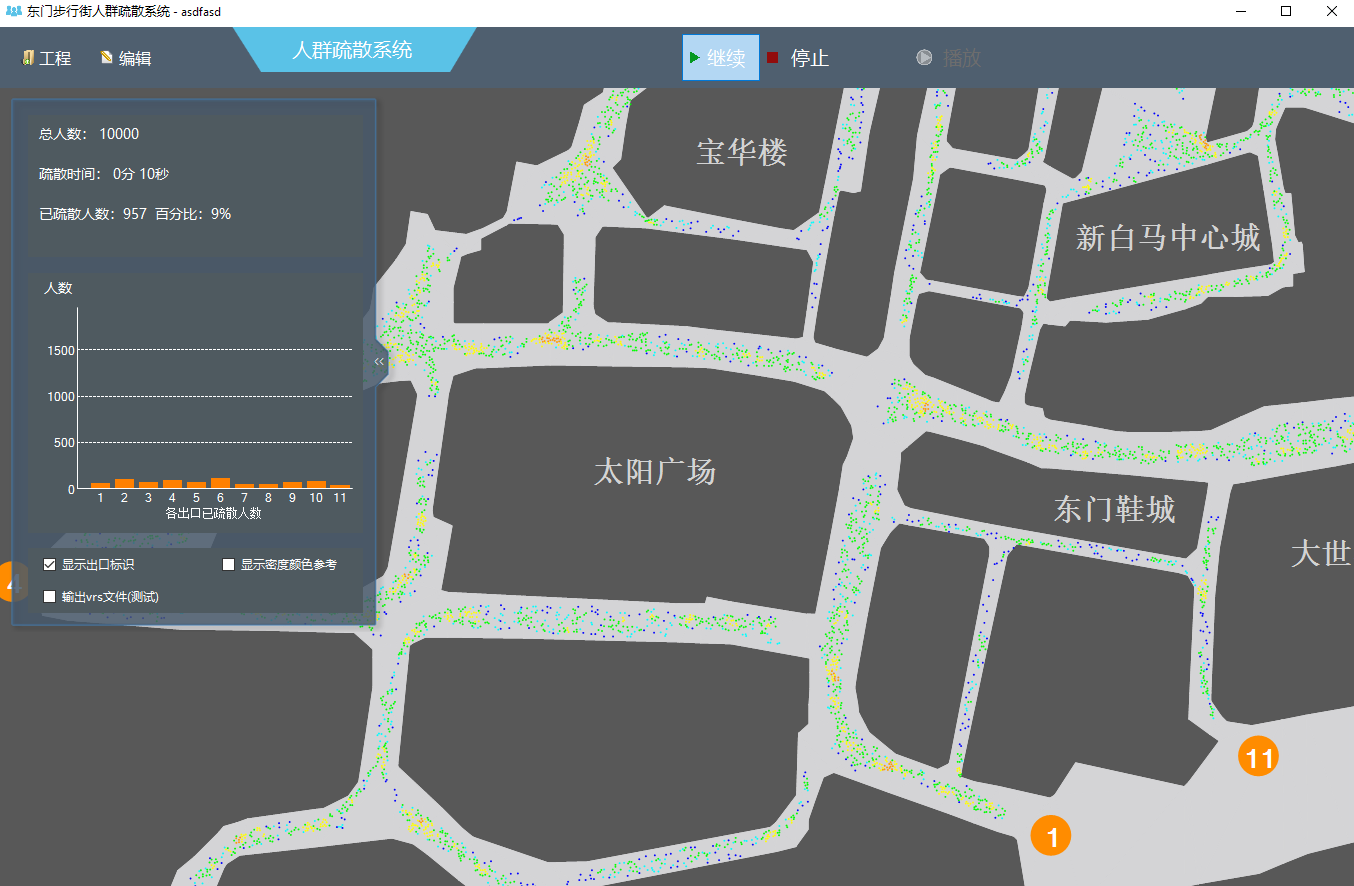 东门步行街人群疏散系统 - asdfasd
工程 编辑 人群疏散系统 继续 停止 播放
总人数: 10000
疏散时间: 0分 10秒
已疏散人数: 957 百分比: 9%
人数
1500
1000
500
0
1 2 3 4 5 6 7 8 9 10 11
各出口已疏散人数
显示出口标识 显示密度颜色参考
输出vrs文件(测试)
«
4
宝华楼
新白马中心城
太阳广场
东门鞋城
大世
11
1